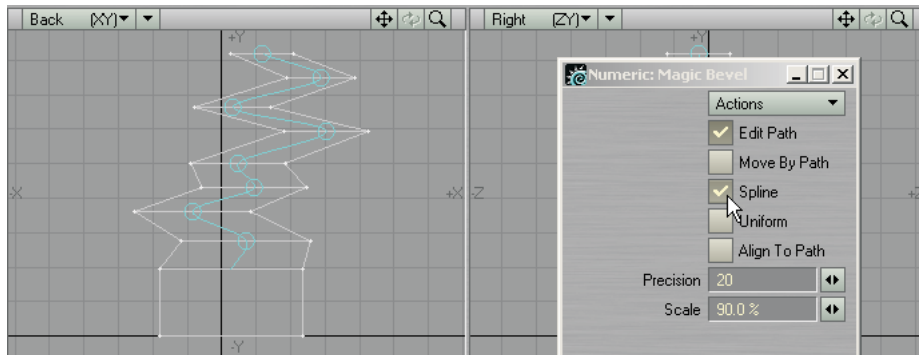 Back (XY)
Right (ZY)
+Y
+Y
Numeric: Magic Bevel
Actions
Edit Path
Move By Path
-X
+X
-Z
Spline
Uniform
Align To Path
Precision 20
Scale 90.0 %
-Y